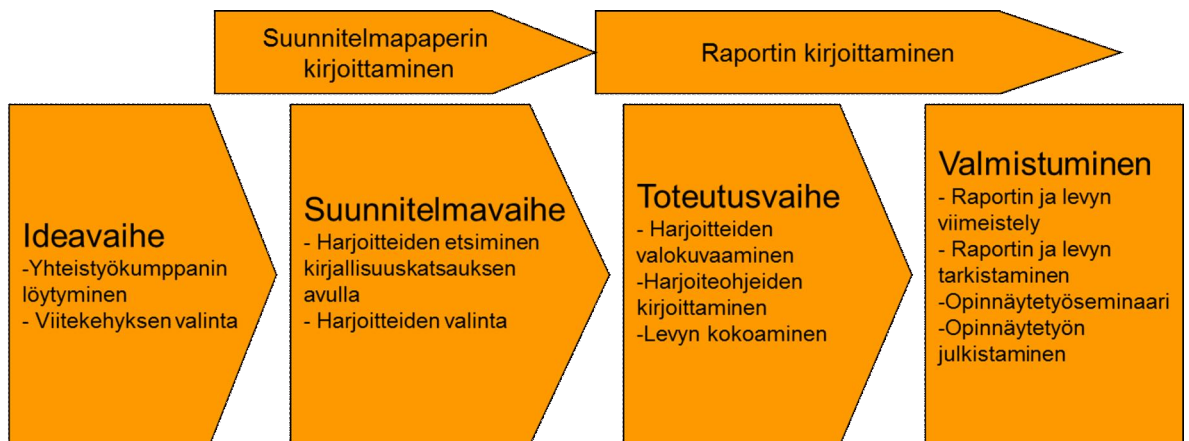 Suunnitelmapaperin
kirjoittaminen
Raportin kirjoittaminen
Ideavaihe
-Yhteistyökumppanin
löytyminen
- Viitekehyksen valinta
Suunnitelmavaihe
- Harjoitteiden etsiminen
kirjallisuuskatsauksen
avulla
- Harjoitteiden valinta
Toteutusvaihe
- Harjoitteiden
valokuvaaminen
-Harjoiteohjeiden
kirjoittaminen
-Levyn kokoaminen
Valmistuminen
- Raportin ja levyn
viimeistely
- Raportin ja levyn
tarkistaminen
-Opinnäytetyöseminaari
-Opinnäytetyön
julkistaminen